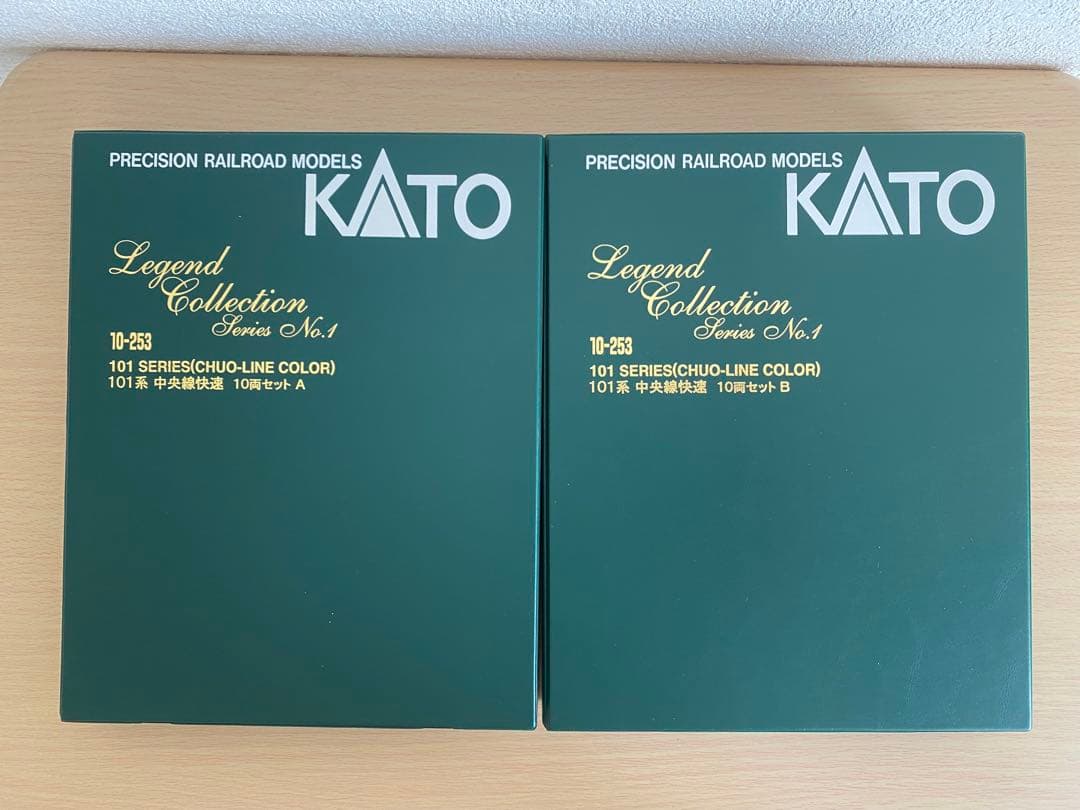 PRECISION RAILROAD MODELS
KATO
Legend
Collection
Series No.1
10-253
101 SERIES(CHUO-LINE COLOR)
101系 中央線快速 10両セット A
PRECISION RAILROAD MODELS
KATO
Legend
Collection
Series No.1
10-253
101 SERIES(CHUO-LINE COLOR)
101系 中央線快速 10両セット B